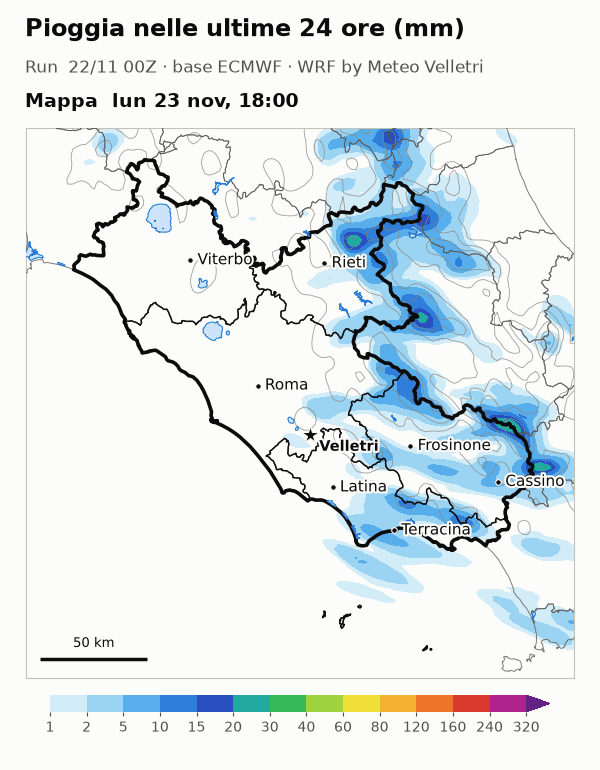 Pioggia nelle ultime 24 ore (mm)
Run  22/11 00Z · base ECMWF · WRF by Meteo Velletri
Mappa  lun 23 nov, 18:00
Viterbo
Rieti
Roma
Velletri
Frosinone
Cassino
Latina
Terracina
50 km
1 2 5 10 15 20 30 40 60 80 120 160 240 320